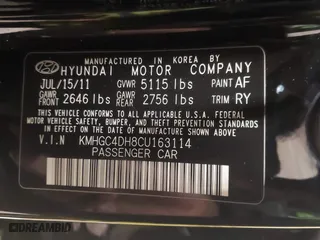 MANUFACTURED IN KOREA BY
HYUNDAI MOTOR COMPANY
JUL/15/11 GVWR 5115 lbs PAINT AF
GAWR FRONT 2646 lbs GAWR REAR 2756 lbs TRIM RY
THIS VEHICLE CONFORMS TO ALL APPLICABLE
U.S. FEDERAL MOTOR VEHICLE SAFETY, BUMPER, AND THEFT
PREVENTION STANDARDS IN EFFECT ON THE DATE OF
MANUFACTURE SHOWN ABOVE.
V.I.N KMHGC4DH8CU163114
PASSENGER CAR
© DREAMBID